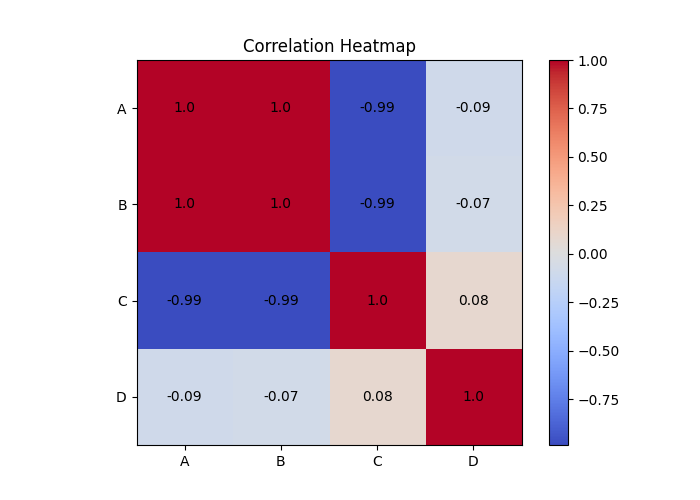 Correlation Heatmap
A 1.0 1.0 -0.99 -0.09
B 1.0 1.0 -0.99 -0.07
C -0.99 -0.99 1.0 0.08
D -0.09 -0.07 0.08 1.0
A B C D
1.00
0.75
0.50
0.25
0.00
−0.25
−0.50
−0.75